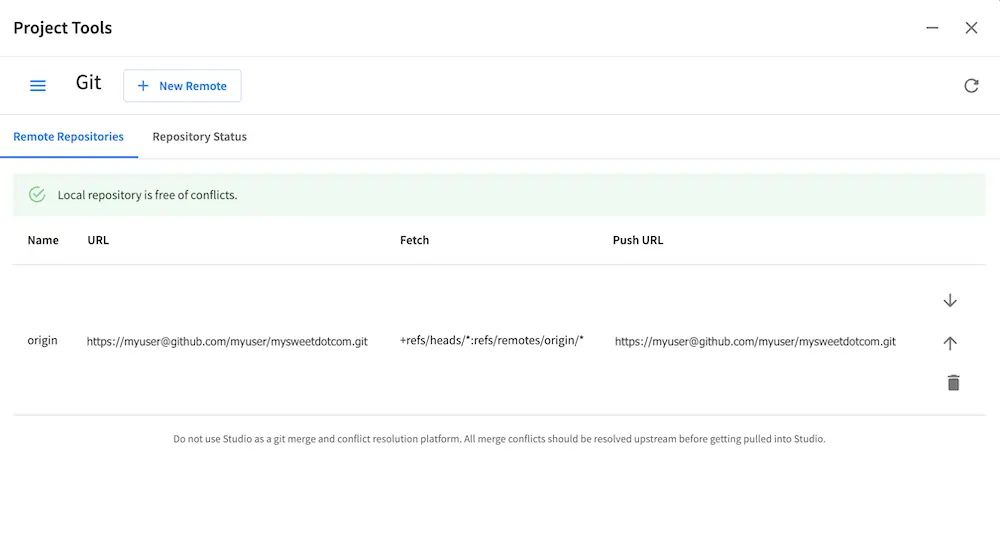 Project Tools
Git
New Remote
Remote Repositories
Repository Status
Local repository is free of conflicts.
Name URL Fetch Push URL
origin https://myuser@github.com/myuser/mysweetdotcom.git +refs/heads/*:refs/remotes/origin/* https://myuser@github.com/myuser/mysweetdotcom.git
Do not use Studio as a git merge and conflict resolution platform. All merge conflicts should be resolved upstream before getting pulled into Studio.